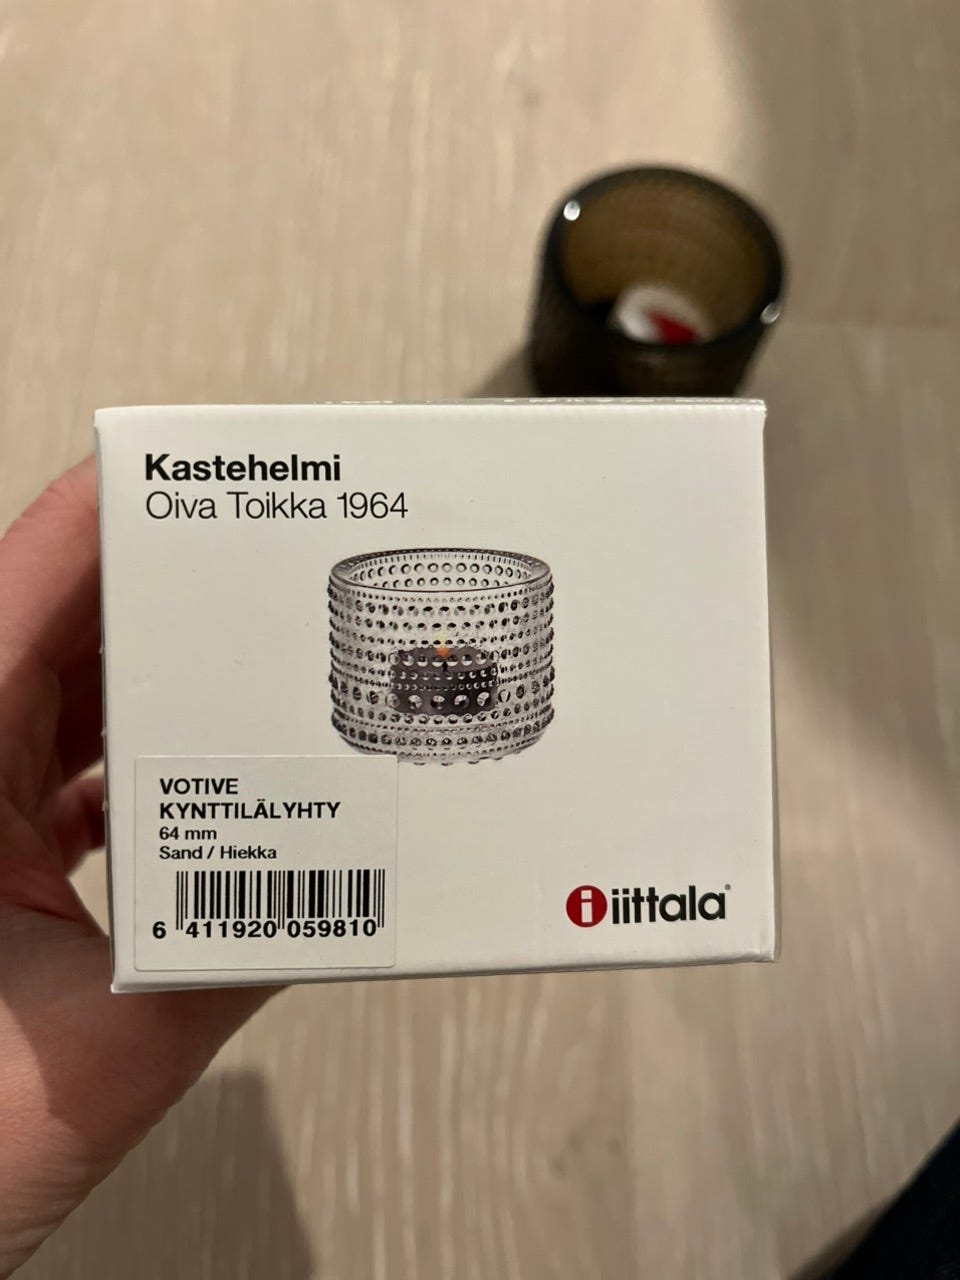 Kastehelmi
Oiva Toikka 1964
VOTIVE
KYNTTILÄLYHTY
64 mm
Sand / Hiekka
6 411920 059810
iittala